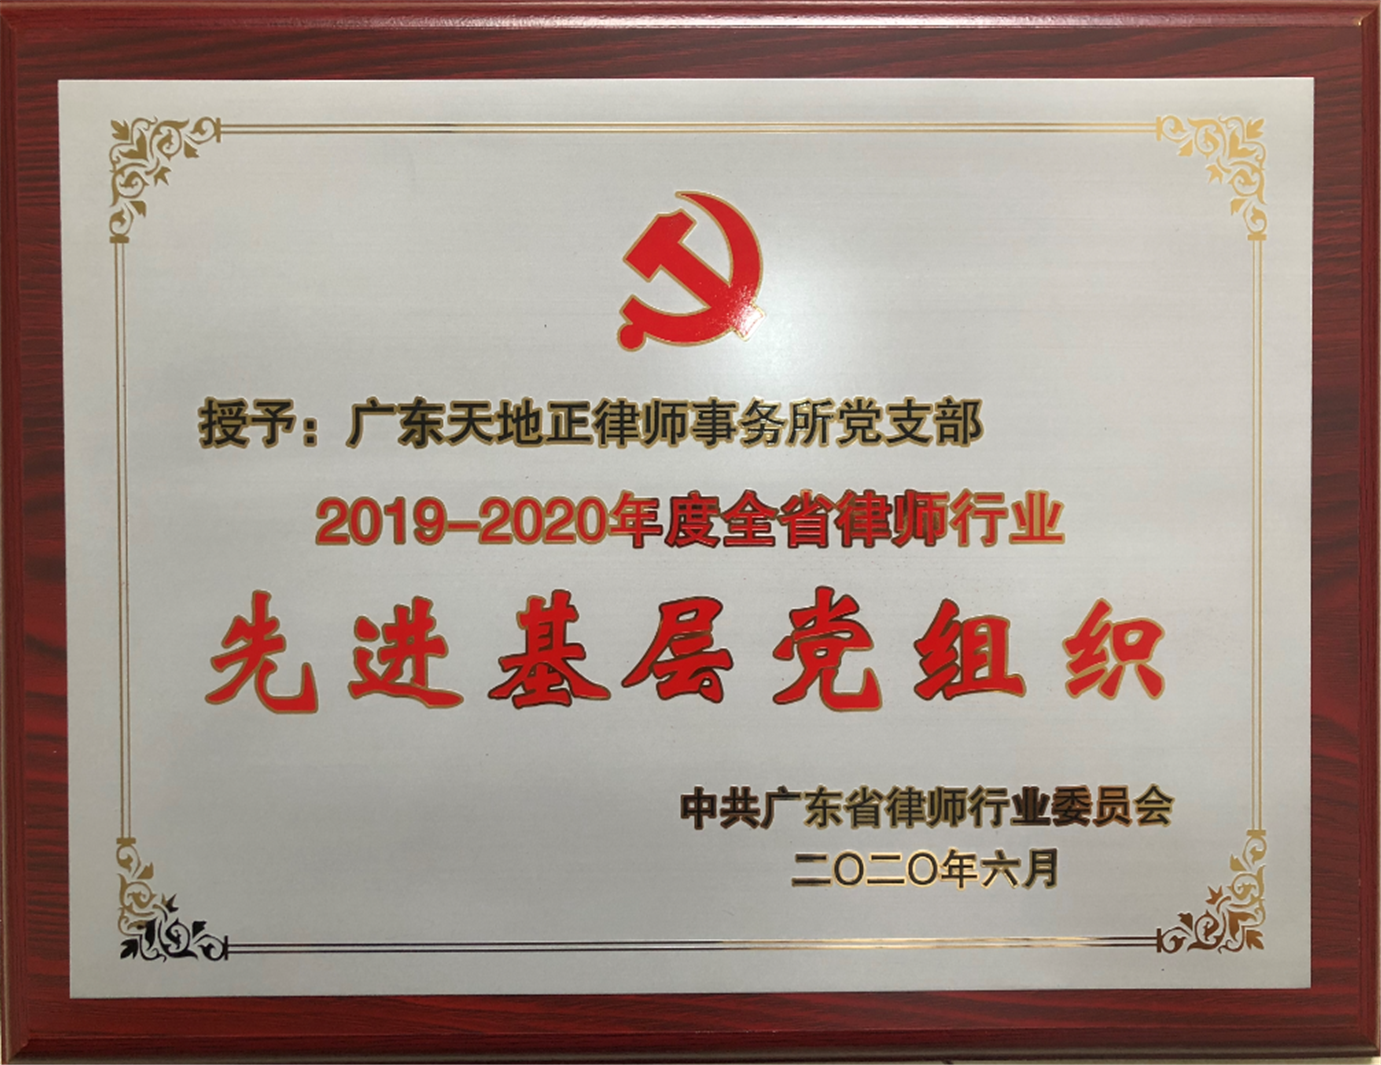 授予：广东天地正律师事务所党支部
2019-2020年度全省律师行业
先进基层党组织
中共广东省律师行业委员会
二〇二〇年六月